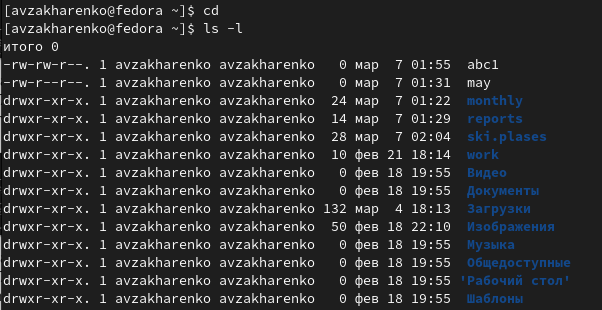 [avzakharenko@fedora ~]$ cd
[avzakharenko@fedora ~]$ ls -l
итого 0
-rw-rw-r--. 1 avzakharenko avzakharenko   0 мар  7 01:55  abc1
-rw-r--r--. 1 avzakharenko avzakharenko   0 мар  7 01:31  may
drwxr-xr-x. 1 avzakharenko avzakharenko  24 мар  7 01:22  monthly
drwxr-xr-x. 1 avzakharenko avzakharenko  14 мар  7 01:29  reports
drwxr-xr-x. 1 avzakharenko avzakharenko  28 мар  7 02:04  ski.plases
drwxr-xr-x. 1 avzakharenko avzakharenko  10 фев 21 18:14  work
drwxr-xr-x. 1 avzakharenko avzakharenko   0 фев 18 19:55  Видео
drwxr-xr-x. 1 avzakharenko avzakharenko   0 фев 18 19:55  Документы
drwxr-xr-x. 1 avzakharenko avzakharenko 132 мар  4 18:13  Загрузки
drwxr-xr-x. 1 avzakharenko avzakharenko  50 фев 18 22:10  Изображения
drwxr-xr-x. 1 avzakharenko avzakharenko   0 фев 18 19:55  Музыка
drwxr-xr-x. 1 avzakharenko avzakharenko   0 фев 18 19:55  Общедоступные
drwxr-xr-x. 1 avzakharenko avzakharenko   0 фев 18 19:55 'Рабочий стол'
drwxr-xr-x. 1 avzakharenko avzakharenko   0 фев 18 19:55  Шаблоны